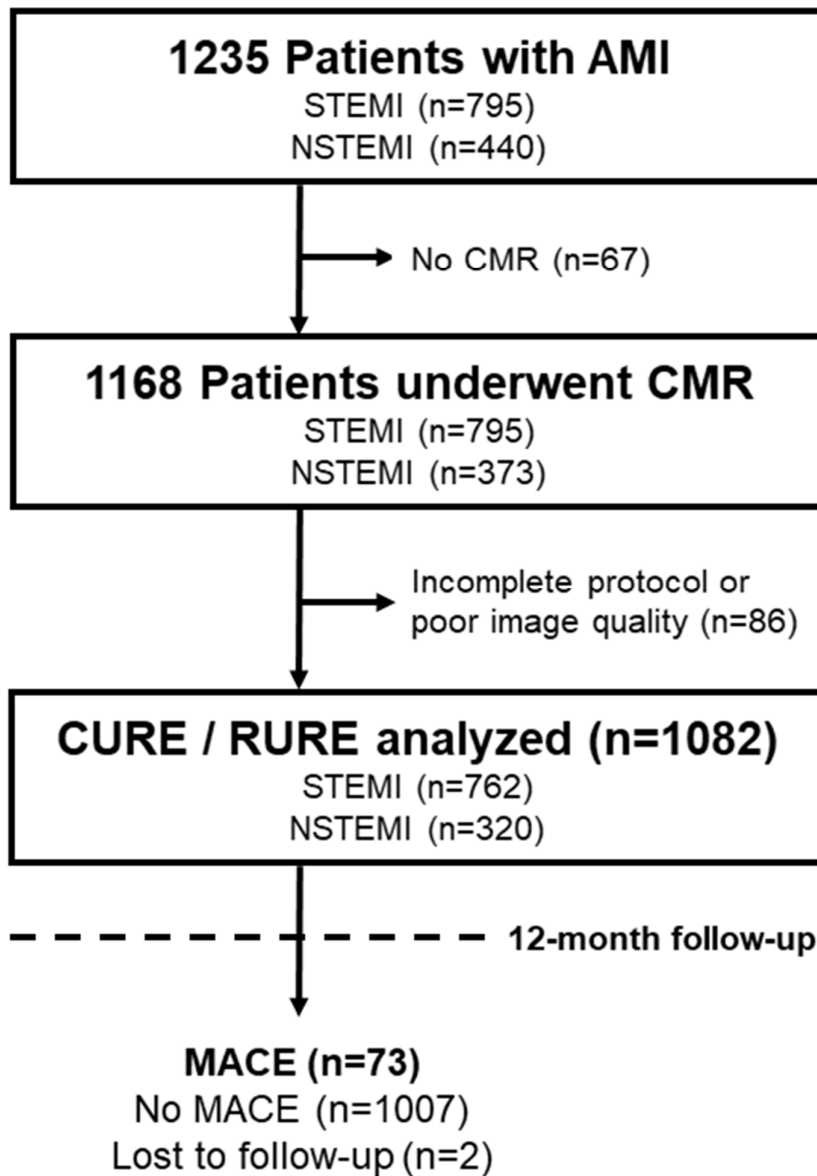 1235 Patients with AMI
STEMI (n=795)
NSTEMI (n=440)
No CMR (n=67)
1168 Patients underwent CMR
STEMI (n=795)
NSTEMI (n=373)
Incomplete protocol or
poor image quality (n=86)
CURE / RURE analyzed (n=1082)
STEMI (n=762)
NSTEMI (n=320)
12-month follow-up
MACE (n=73)
No MACE (n=1007)
Lost to follow-up (n=2)